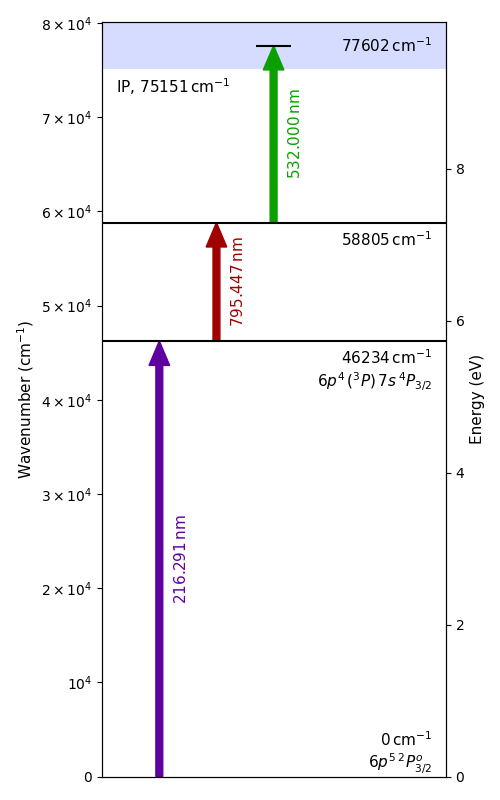 8 × 10⁴
7 × 10⁴
6 × 10⁴
5 × 10⁴
4 × 10⁴
3 × 10⁴
2 × 10⁴
10⁴
0
Wavenumber (cm⁻¹)
77602 cm⁻¹
IP, 75151 cm⁻¹
532.000 nm
58805 cm⁻¹
795.447 nm
46234 cm⁻¹
6p⁴ (³P) 7s ⁴P₃/₂
216.291 nm
0 cm⁻¹
6p⁵ ²P°₃/₂
8
6
4
2
0
Energy (eV)